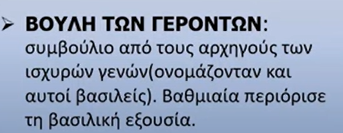 ➤ ΒΟΥΛΗ ΤΩΝ ΓΕΡΟΝΤΩΝ:
συμβούλιο από τους αρχηγούς των
ισχυρών γενών(ονομάζονταν και
αυτοί βασιλείς). Βαθμιαία περιόρισε
τη βασιλική εξουσία.